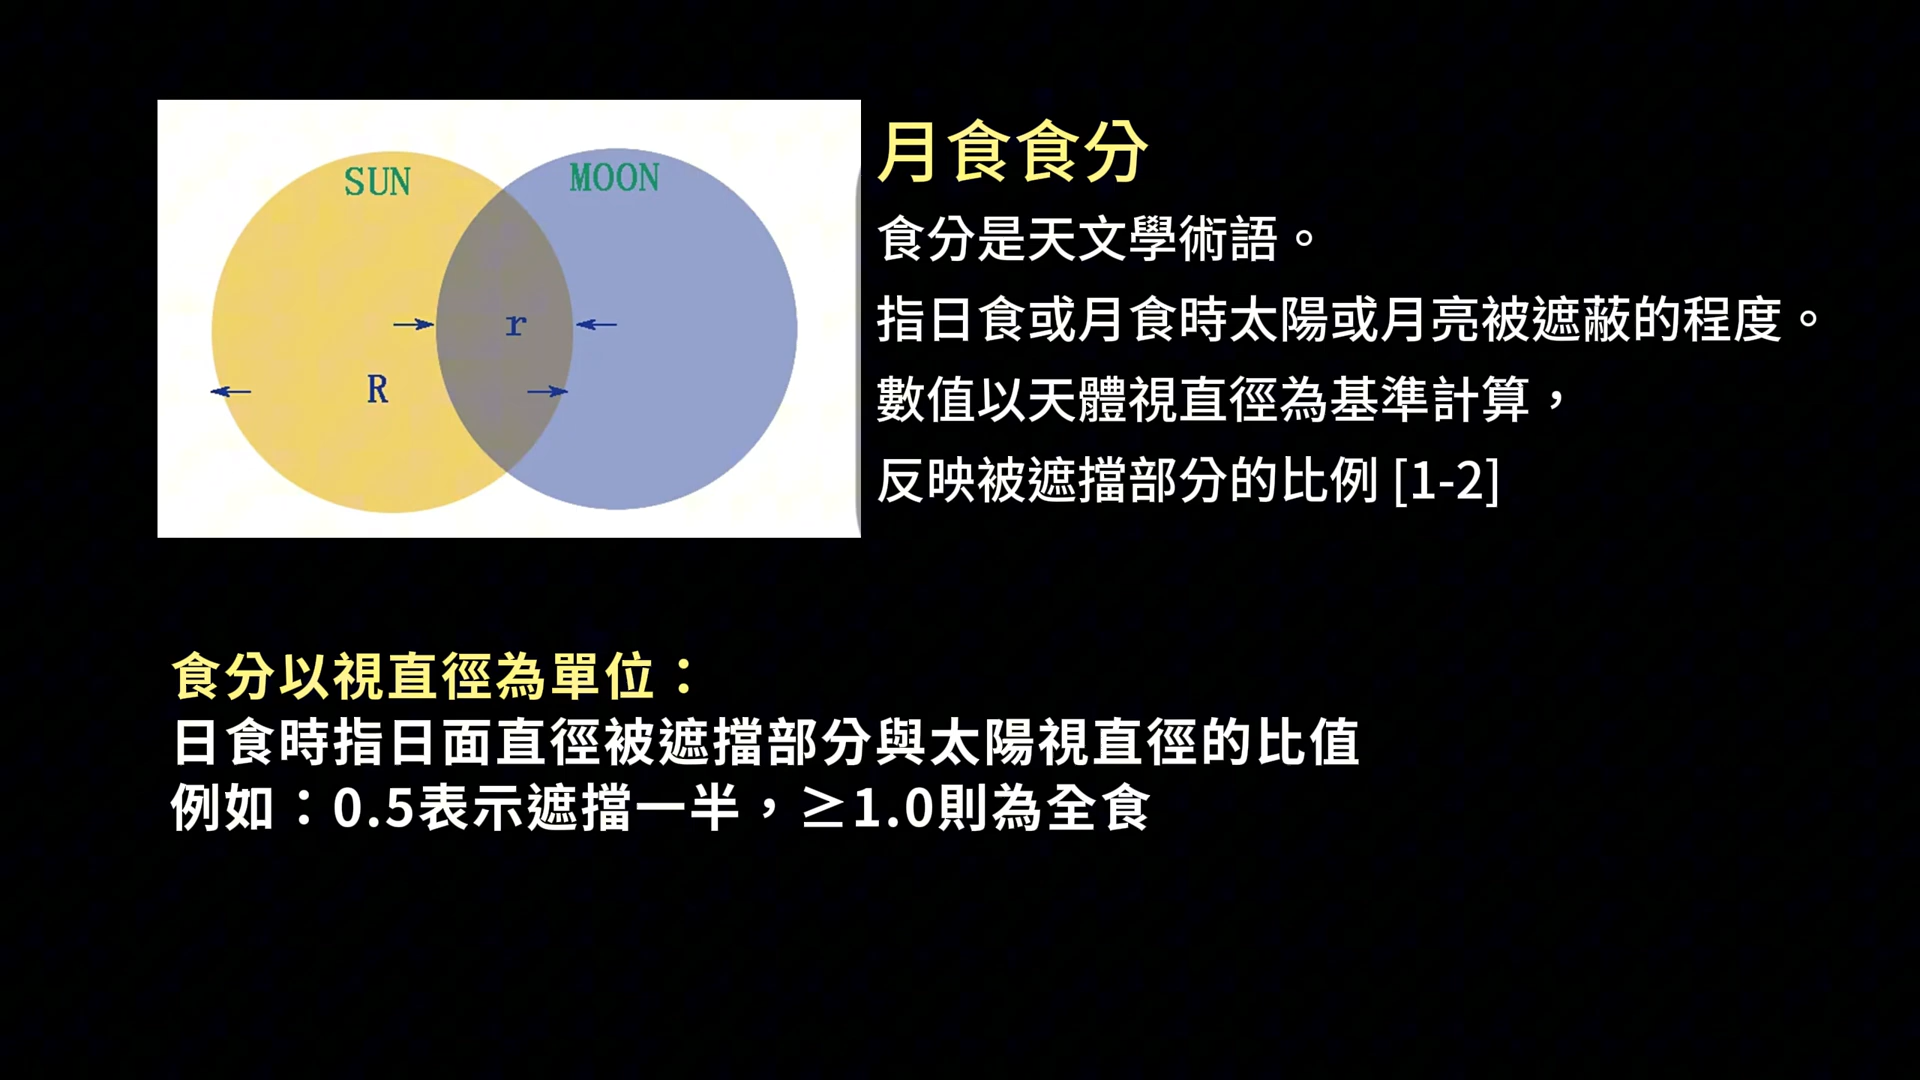 SUN
MOON
r
R
月食食分
食分是天文學術語。
指日食或月食時太陽或月亮被遮蔽的程度。
數值以天體視直徑為基準計算，
反映被遮擋部分的比例 [1-2]
食分以視直徑為單位：
日食時指日面直徑被遮擋部分與太陽視直徑的比值
例如：0.5表示遮擋一半，≥1.0則為全食